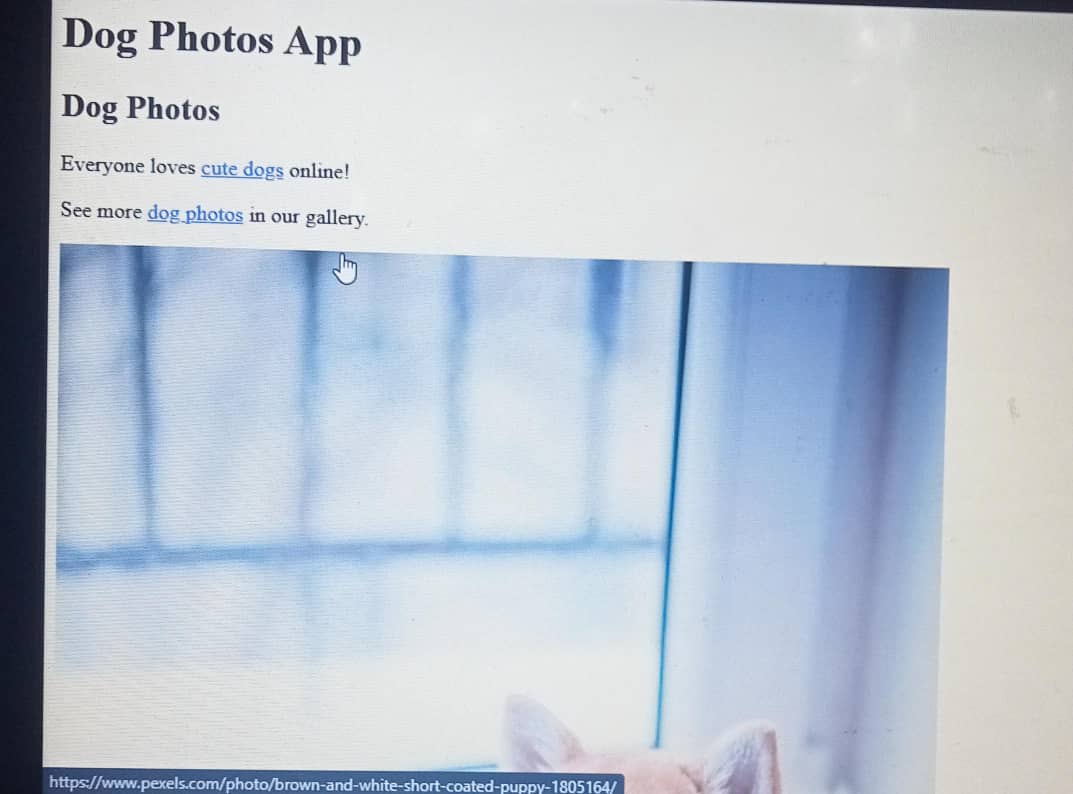 Dog Photos App
Dog Photos
Everyone loves cute dogs online!
See more dog photos in our gallery.
https://www.pexels.com/photo/brown-and-white-short-coated-puppy-1805164/